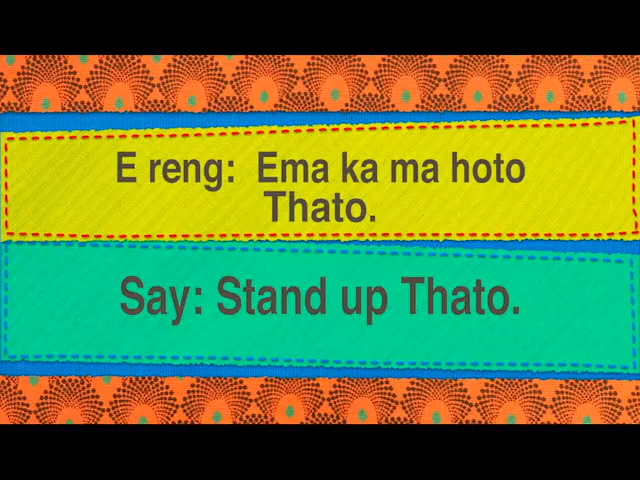 E reng: Ema ka ma hoto
Thato.
Say: Stand up Thato.